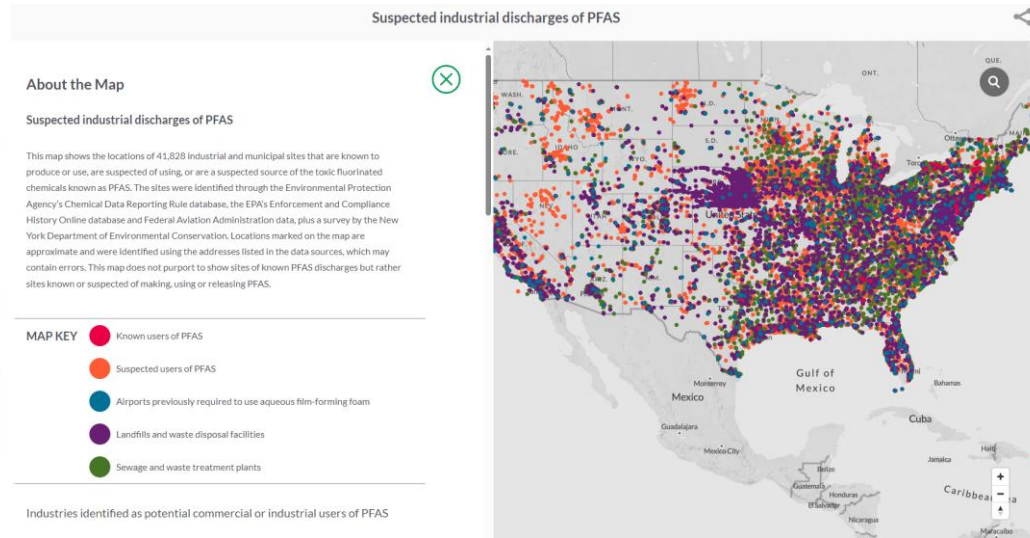 Suspected industrial discharges of PFAS
About the Map
Suspected industrial discharges of PFAS
This map shows the locations of 41,828 industrial and municipal sites that are known to
produce or use, are suspected of using, or are a suspected source of the toxic fluorinated
chemicals known as PFAS. The sites were identified through the Environmental Protection
Agency's Chemical Data Reporting Rule database, the EPA's Enforcement and Compliance
History Online database and Federal Aviation Administration data, plus a survey by the New
York Department of Environmental Conservation. Locations marked on the map are
approximate and were identified using the addresses listed in the data sources, which may
contain errors. This map does not purport to show sites of known PFAS discharges but rather
sites known or suspected of making, using or releasing PFAS.
MAP KEY
Known users of PFAS
Suspected users of PFAS
Airports previously required to use aqueous film-forming foam
Landfills and waste disposal facilities
Sewage and waste treatment plants
Industries identified as potential commercial or industrial users of PFAS
QUE.
ONT.
WASH.
S.D.
IDAHO
Gulf of
Mexico
Monterrey
Bahamas
Mexico
Cuba
Guadalajara
Mexico City
Haiti
Jamaica
Belize
Guatemala
Honduras
El Salvador
Nicaragua
Maracaibo